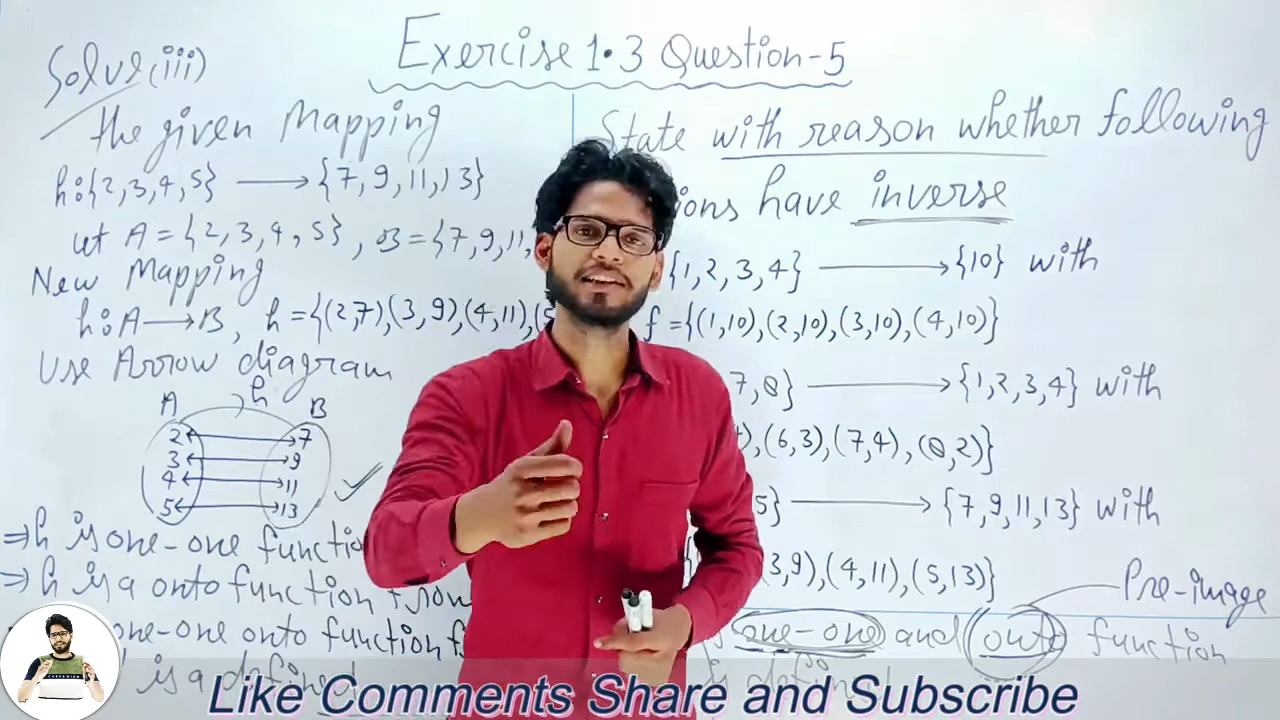 Exercise 1.3 Question-5
Solve(iii)
The given Mapping
h:{2,3,4,5} ⟶ {7,9,11,13}
let A={2,3,4,5}, B={7,9,11,
New Mapping
h:A⟶B, h={(2,7)(3,9)(4,11),(5
Use Arrow diagram
h
A B
2 7
3 9
4 11
5 13
⇒h is one-one functio
⇒h is a onto function from
one-one onto function f
is a defined
State with reason whether following
ions have inverse
{1,2,3,4} ⟶ {10} with
f={(1,10),(2,10),(3,10),(4,10)}
7,8} ⟶ {1,2,3,4} with
),(6,3),(7,4),(8,2)}
5} ⟶ {7,9,11,13} with
3,9),(4,11),(5,13)}
Pre-image
one-one and onto function
Like Comments Share and Subscribe